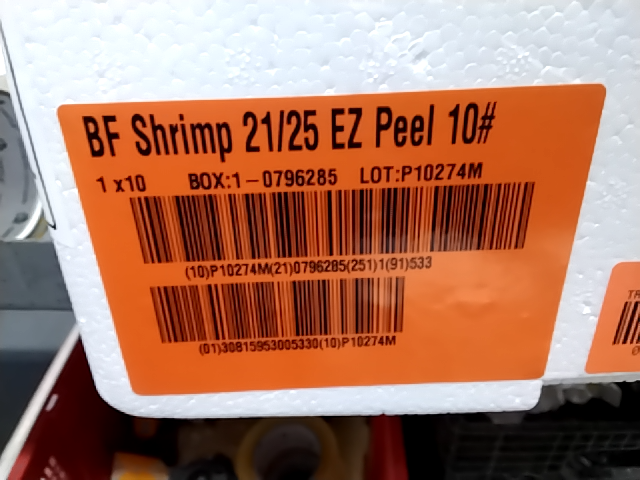 BF Shrimp 21/25 EZ Peel 10#
1 x10 BOX:1-0796285 LOT:P10274M
(10)P10274M(21)0796285(251)1(91)533
(01)30815953005330(10)P10274M